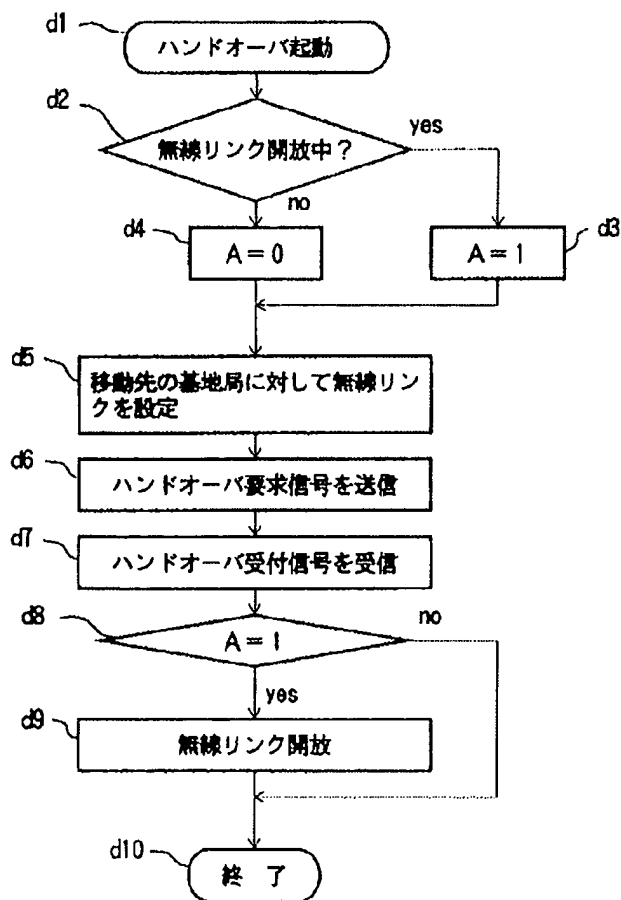 d1
ハンドオーバ起動
d2
無線リンク開放中？
yes
no
d4
A＝0
d3
A＝1
d5
移動先の基地局に対して無線リン
クを設定
d6
ハンドオーバ要求信号を送信
d7
ハンドオーバ受付信号を受信
d8
A＝1
no
yes
d9
無線リンク開放
d10
終 了